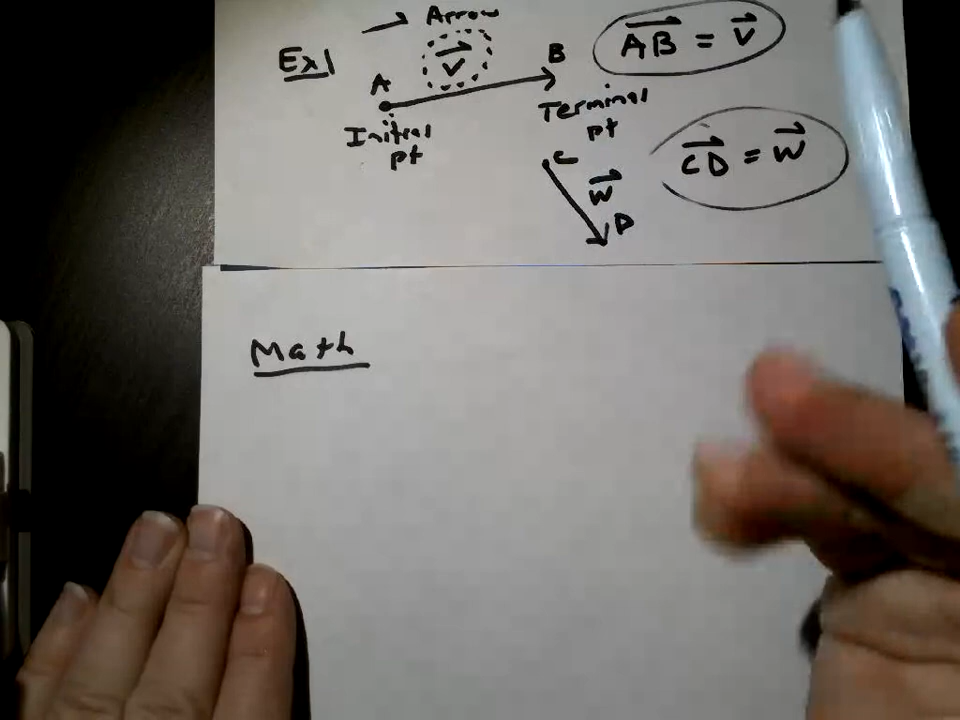 → Arrow
Ex1
v⃗
A
B
AB⃗ = v⃗
Initial
pt
Terminal
pt
C
w⃗
D
CD⃗ = w⃗
Math